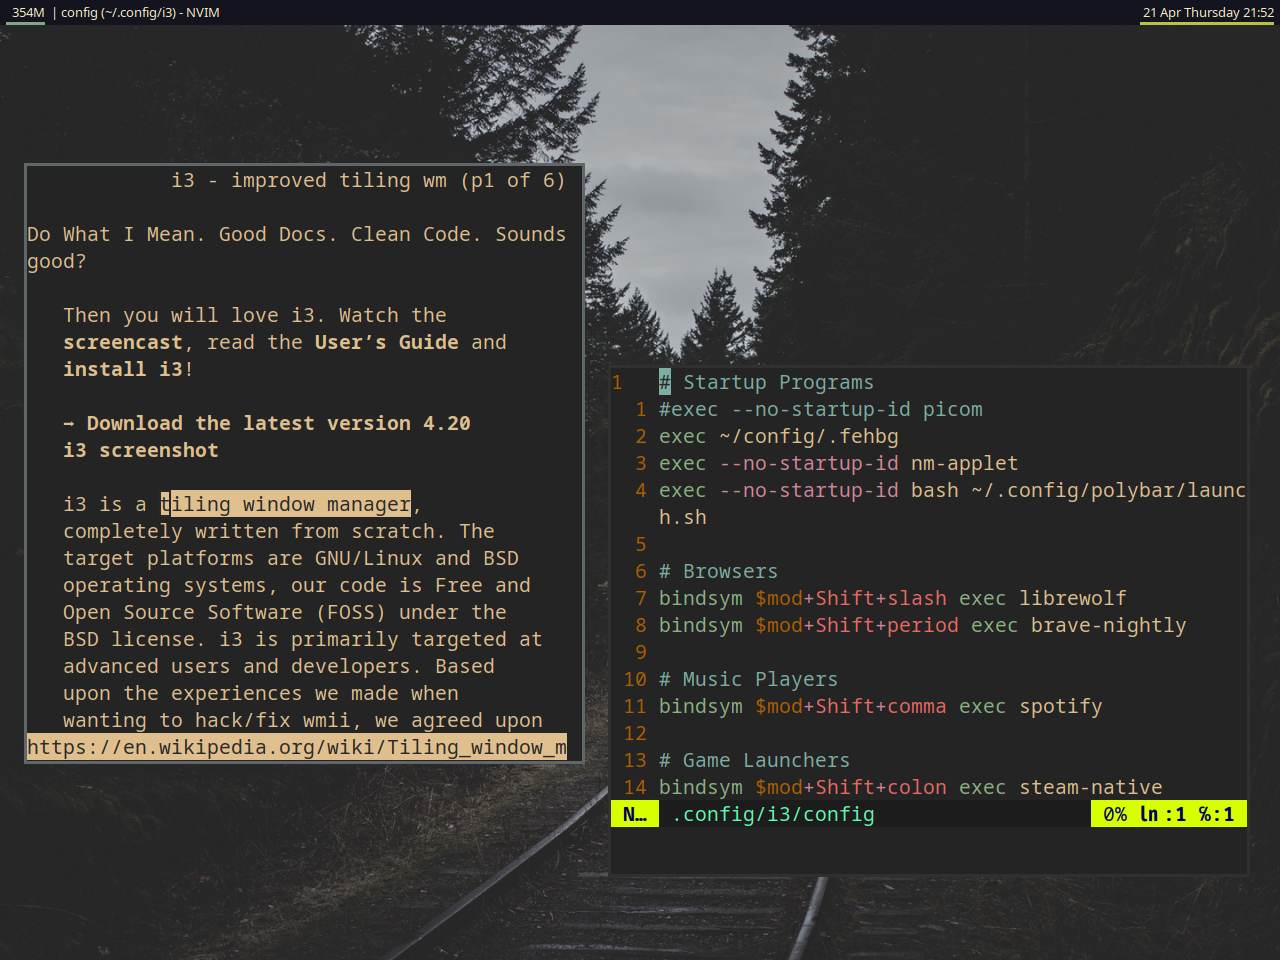 354M | config (~/.config/i3) - NVIM
21 Apr Thursday 21:52
i3 - improved tiling wm (p1 of 6)
Do What I Mean. Good Docs. Clean Code. Sounds
good?
Then you will love i3. Watch the
screencast, read the User’s Guide and
install i3!
→ Download the latest version 4.20
i3 screenshot
i3 is a tiling window manager,
completely written from scratch. The
target platforms are GNU/Linux and BSD
operating systems, our code is Free and
Open Source Software (FOSS) under the
BSD license. i3 is primarily targeted at
advanced users and developers. Based
upon the experiences we made when
wanting to hack/fix wmii, we agreed upon
https://en.wikipedia.org/wiki/Tiling_window_m
1 # Startup Programs
1 #exec --no-startup-id picom
2 exec ~/config/.fehbg
3 exec --no-startup-id nm-applet
4 exec --no-startup-id bash ~/.config/polybar/launc
h.sh
5
6 # Browsers
7 bindsym $mod+Shift+slash exec librewolf
8 bindsym $mod+Shift+period exec brave-nightly
9
10 # Music Players
11 bindsym $mod+Shift+comma exec spotify
12
13 # Game Launchers
14 bindsym $mod+Shift+colon exec steam-native
N… .config/i3/config 0% ln :1 %:1